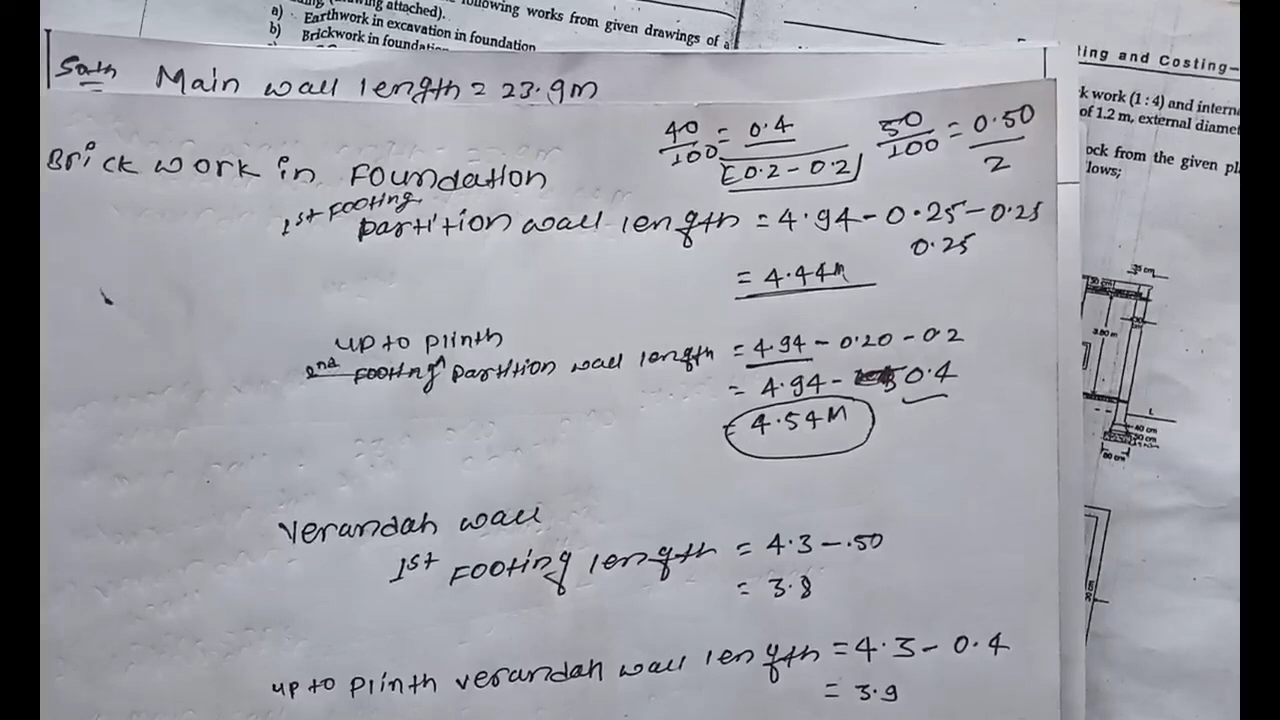 attached).
following works from given drawings of a
a) Earthwork in excavation in foundation
b) Brickwork in foundation
ing and Costing—
k work (1 : 4) and intern
of 1.2 m, external diamet
ock from the given pl
lows;
35 cm
3.80 m
L
40 cm
50 cm
80 cm
Main wall length = 23.9m
40/100 = 0.4
[0.2 - 0.2]
50/100 = 0.50/2
Brick work in Foundation
1st Footing
partition wall length = 4.94 - 0.25 - 0.25
0.25
= 4.44m
up to plinth
2nd Footing partition wall length = 4.94 - 0.20 - 0.2
= 4.94 - 0.4
= 4.54M
Verandah wall
1st Footing length = 4.3 - .50
= 3.8
up to plinth verandah wall length = 4.3 - 0.4
= 3.9